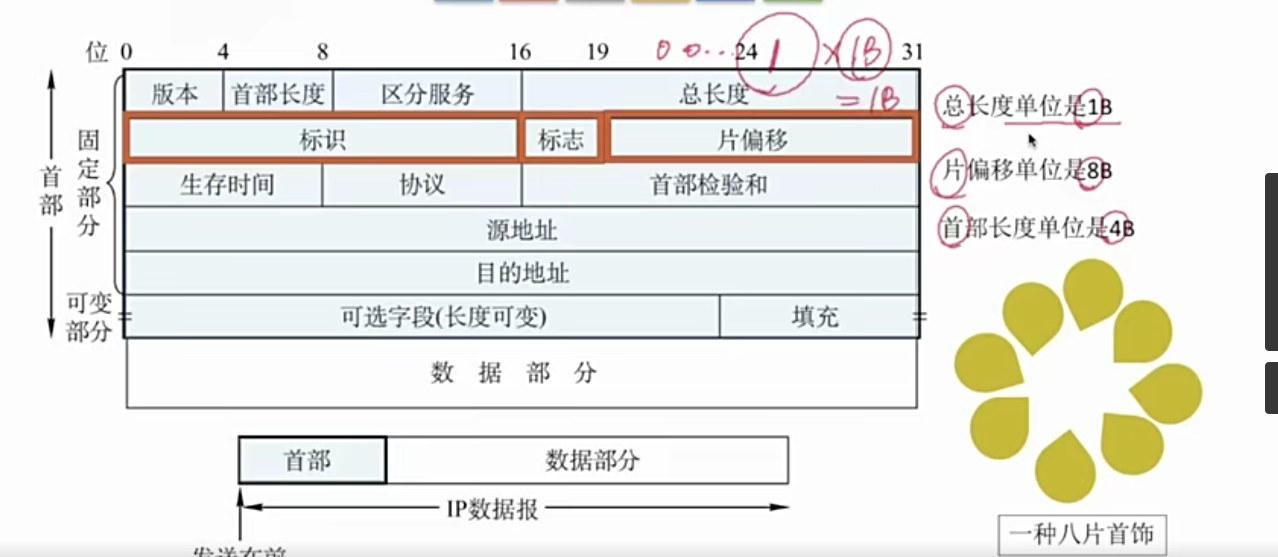 位 0 4 8 16 19 24 31
0 0 ... 1 × 1B
= 1B
版本 首部长度 区分服务 总长度
标识 标志 片偏移
生存时间 协议 首部检验和
源地址
目的地址
可选字段(长度可变) 填充
数据部分
首部
固定部分
可变部分
总长度单位是1B
片偏移单位是8B
首部长度单位是4B
首部 数据部分
IP数据报
发送在前
一种八片首饰